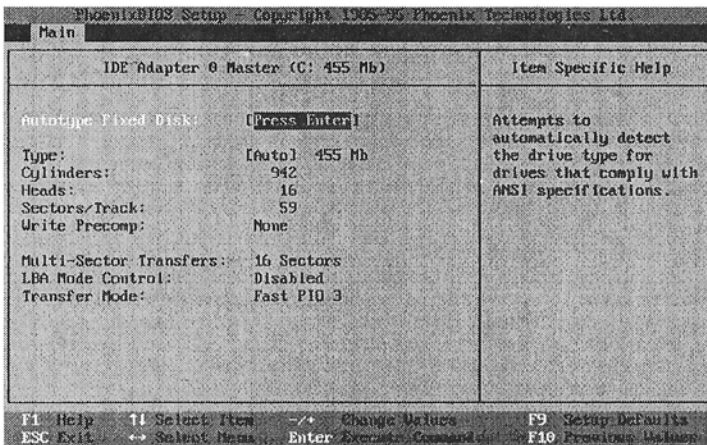 PhoenixBIOS Setup - Copyright 1985-95 Phoenix Technologies Ltd.
Main
IDE Adapter 0 Master (C: 455 Mb)
Item Specific Help
Autotype Fixed Disk: [Press Enter]
Attempts to
automatically detect
the drive type for
drives that comply with
ANSI specifications.
Type: [Auto] 455 Mb
Cylinders: 942
Heads: 16
Sectors/Track: 59
Write Precomp: None
Multi-Sector Transfers: 16 Sectors
LBA Mode Control: Disabled
Transfer Mode: Fast PIO 3
F1 Help ↑↓ Select Item -/+ Change Values F9 Setup Defaults
ESC Exit ↔ Select Menu Enter Execute Command F10 Previous Values